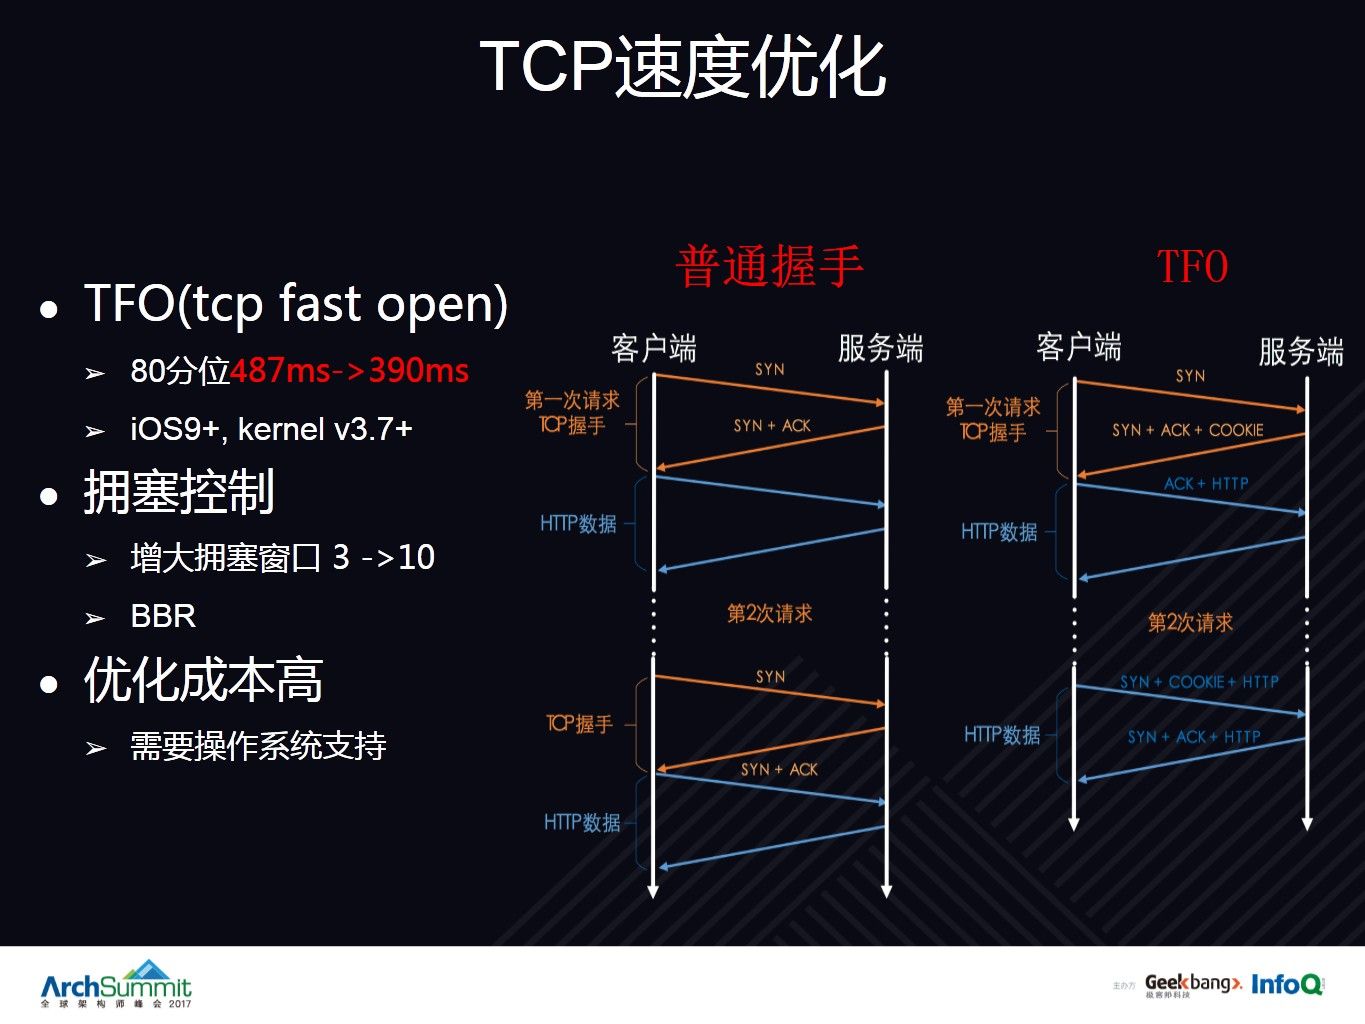 TCP速度优化
TFO(tcp fast open)
80分位487ms->390ms
iOS9+, kernel v3.7+
拥塞控制
增大拥塞窗口 3 ->10
BBR
优化成本高
需要操作系统支持
普通握手
客户端
服务端
SYN
第一次请求
TCP握手
SYN + ACK
HTTP数据
第2次请求
SYN
TCP握手
SYN + ACK
HTTP数据
TFO
客户端
服务端
SYN
第一次请求
TCP握手
SYN + ACK + COOKIE
ACK + HTTP
HTTP数据
第2次请求
SYN + COOKIE + HTTP
HTTP数据
SYN + ACK + HTTP
ArchSummit
全球架构师峰会 2017
主办方
Geekbang>.
极客邦科技
InfoQ